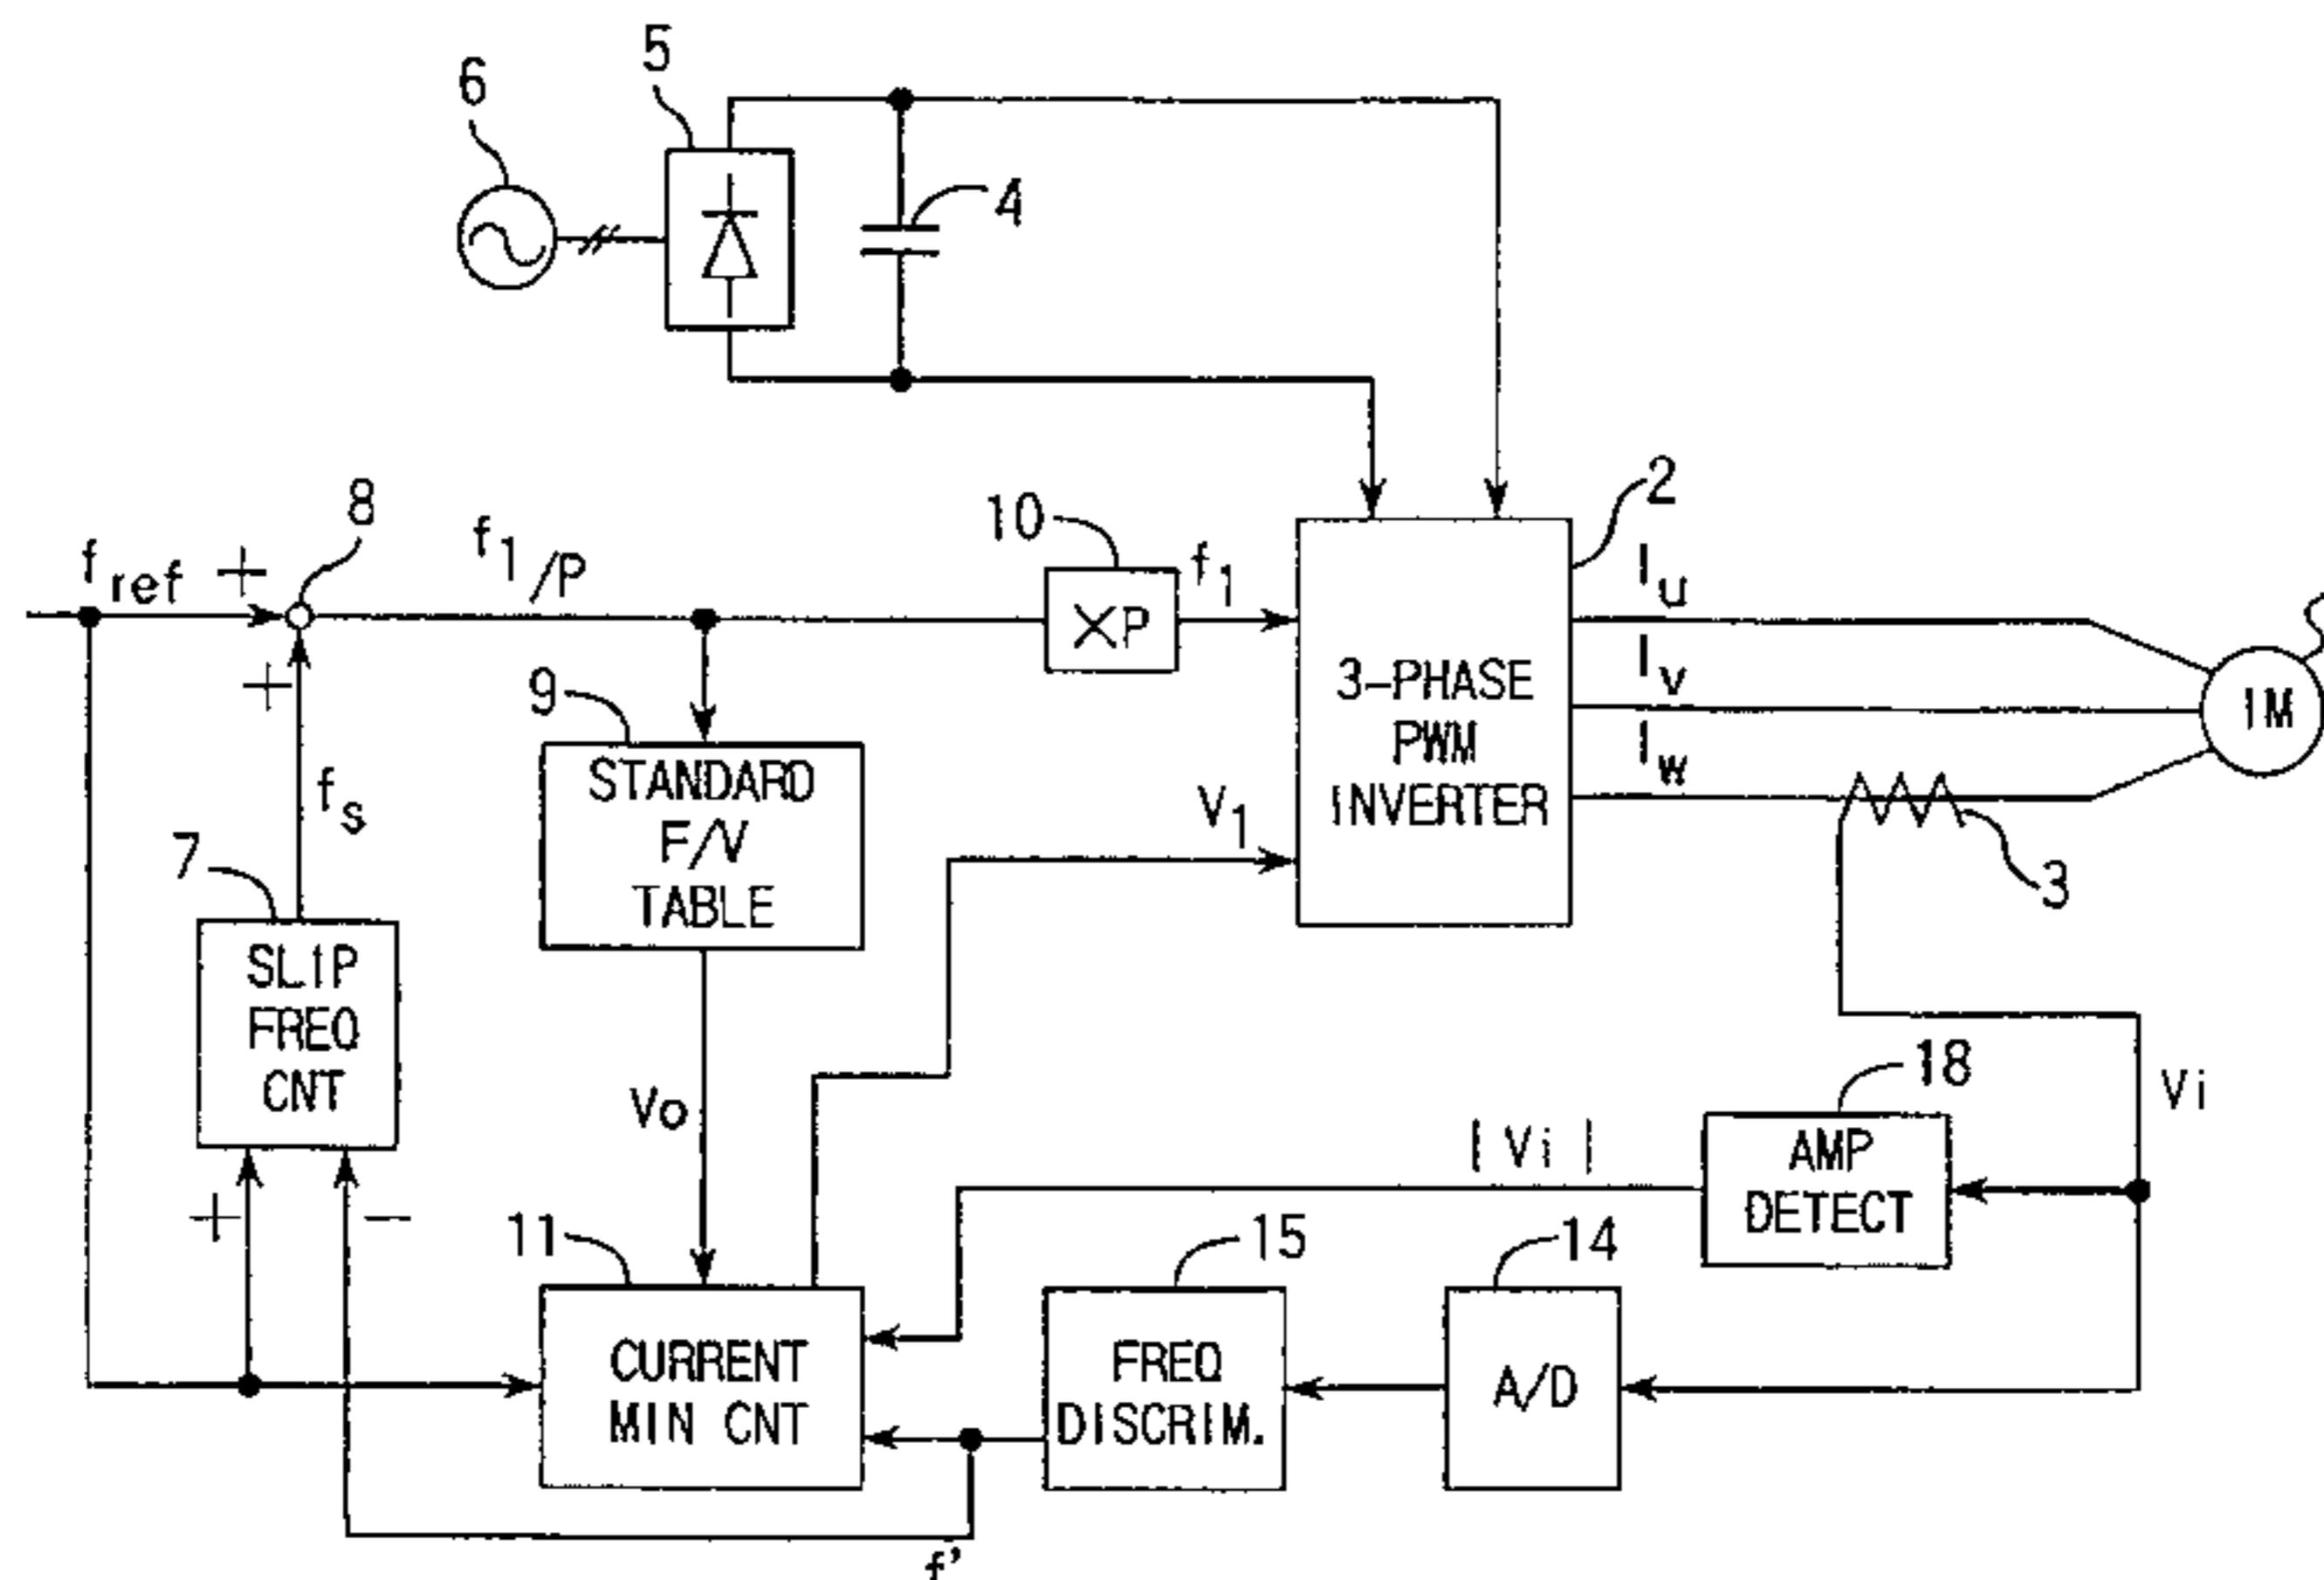 5
6
4
8
f1/P
10
2
fref
+
f1
Iu
×P
+
Iv
3-PHASE
PWM
INVERTER
IM
9
Iw
STANDARD
F/V
TABLE
fs
V1
7
3
SLIP
FREQ
CNT
18
Vi
Vo
| Vi |
AMP
DETECT
+
−
11
15
14
CURRENT
MIN CNT
FREQ
DISCRIM.
A/D
f'